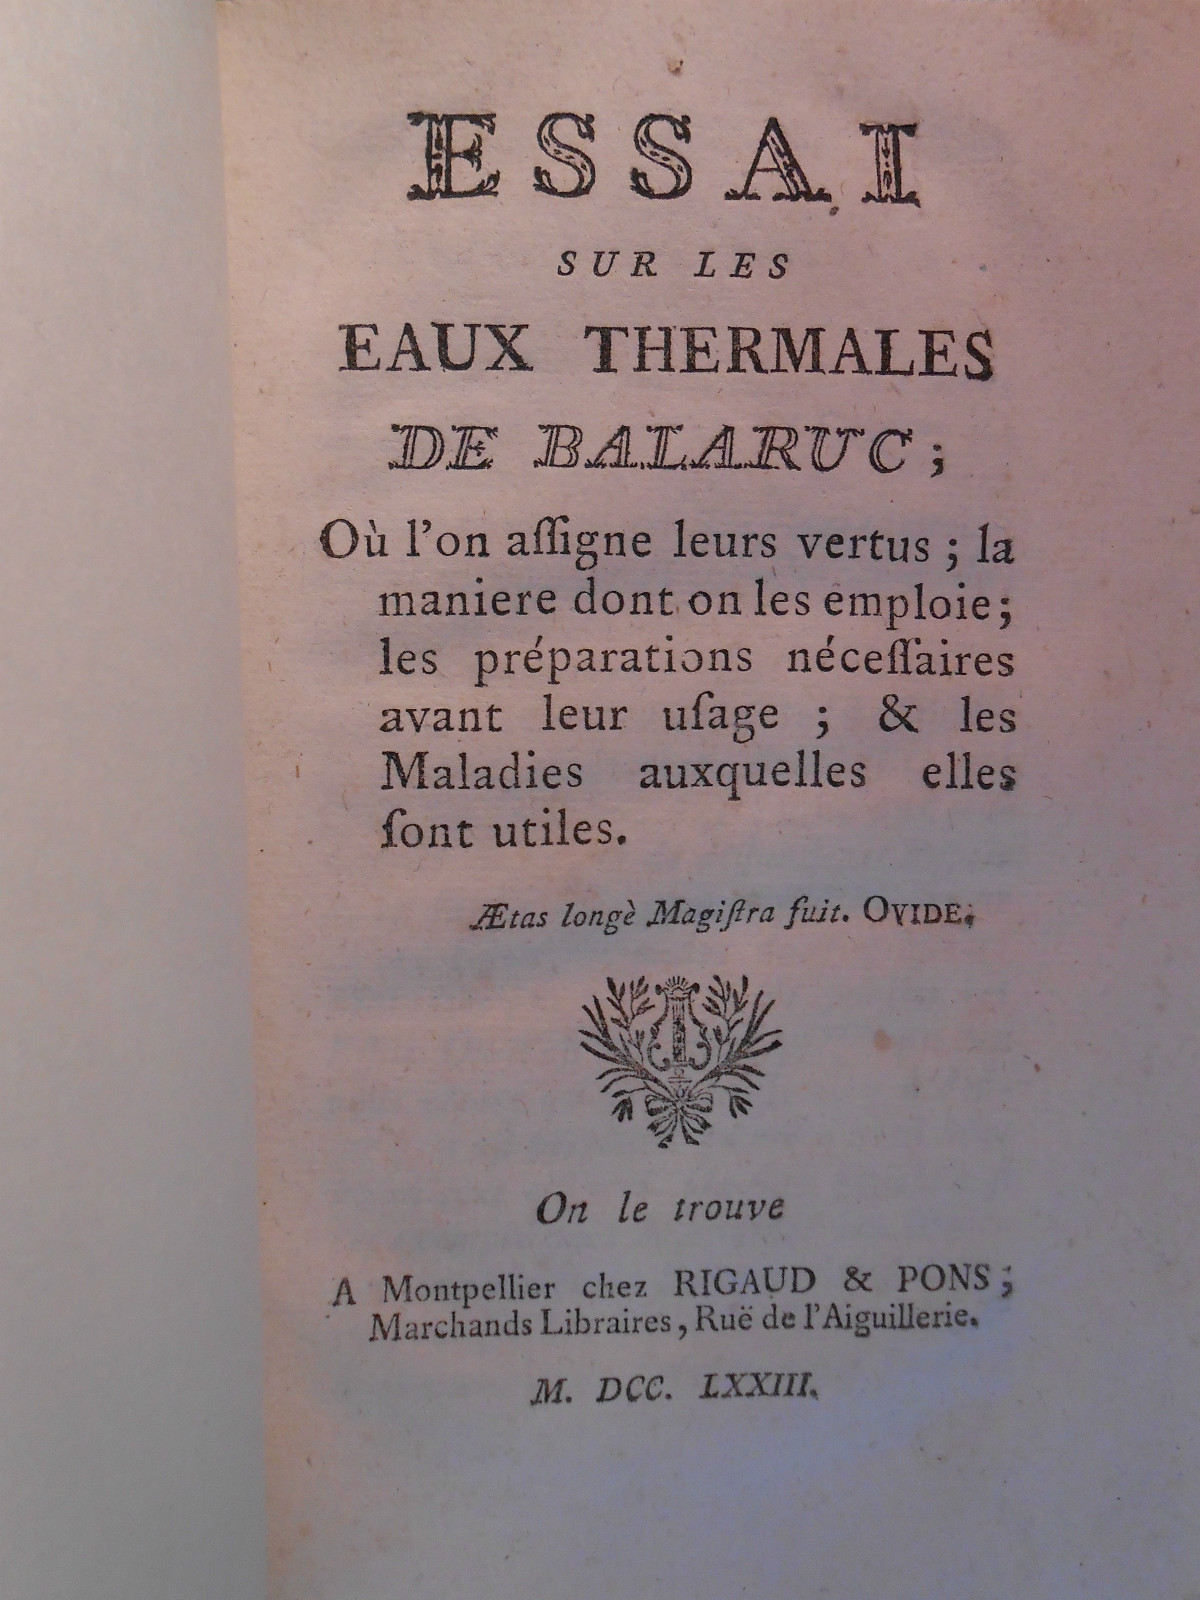 ESSAI
SUR LES
EAUX THERMALES
DE BALARUC;
Où l'on aſſigne leurs vertus ; la
maniere dont on les emploie;
les préparations néceſſaires
avant leur uſage ; & les
Maladies auxquelles elles
ſont utiles.
Ætas longè Magiſtra fuit. OVIDE.
On le trouve
A Montpellier chez RIGAUD & PONS;
Marchands Libraires, Ruë de l'Aiguillerie.
M. DCC. LXXIII.